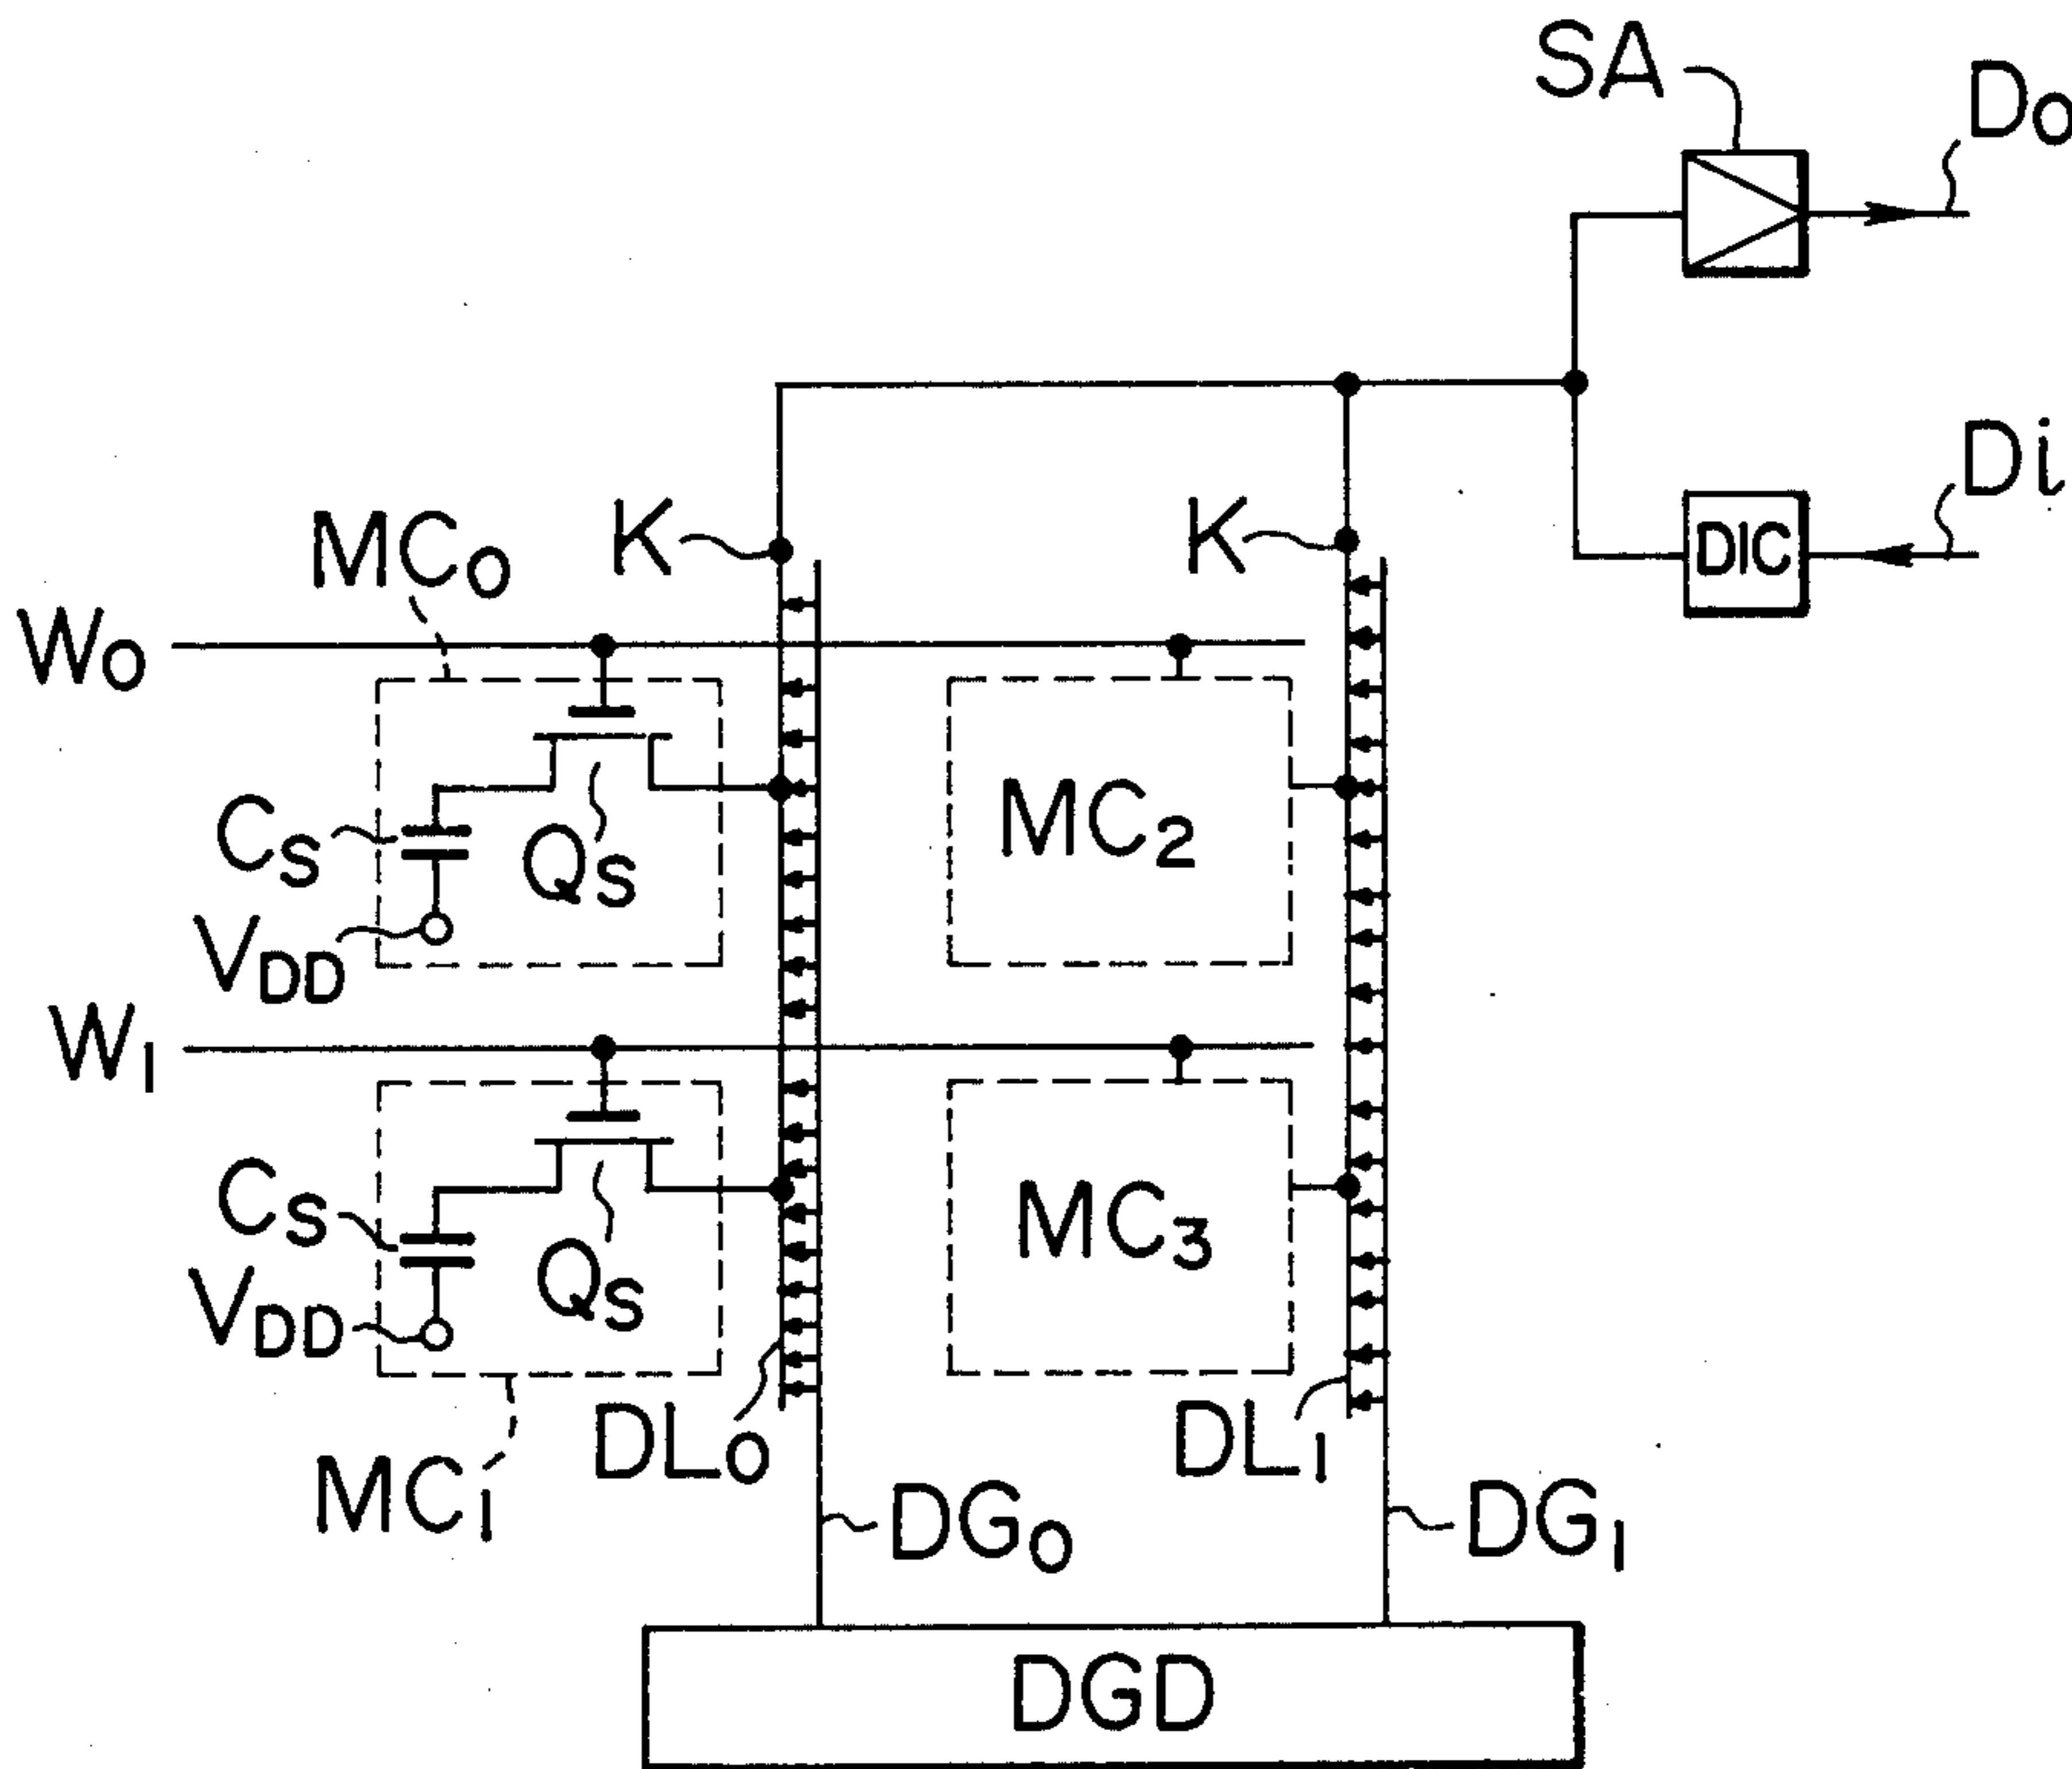 SA
Do
Di
DIC
MCo
K
K
Wo
Cs
Qs
VDD
MC2
W1
Cs
Qs
VDD
MC3
MC1
DLo
DL1
DGo
DG1
DGD